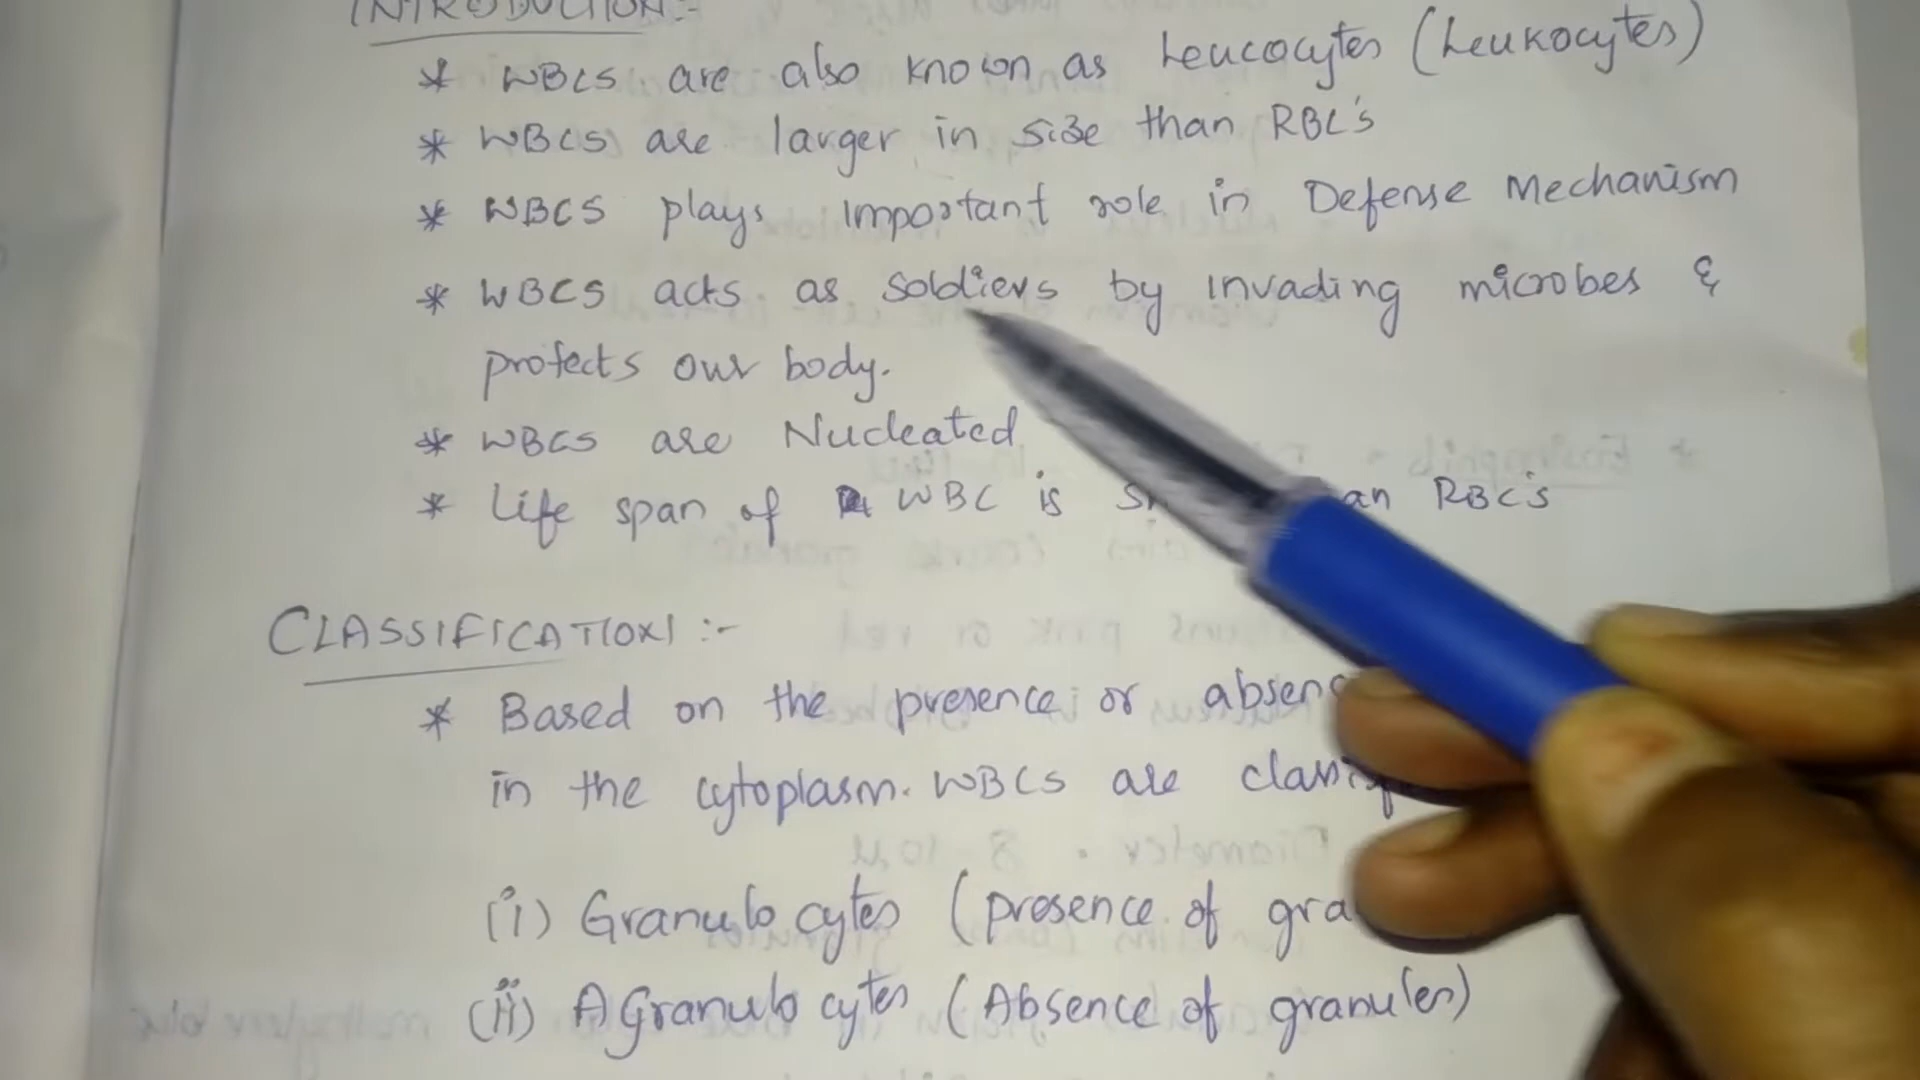 INTRODUCTION:-
* WBCS are also known as Leucocytes (Leukocytes)
* WBCS are larger in size than RBC's
* WBCS plays important role in Defense Mechanism
* WBCS acts as soldiers by invading microbes &
protects our body.
* WBCS are Nucleated
* Life span of WBC is RBC's
CLASSIFICATION :-
* Based on the presence or
in the cytoplasm. WBCS are
(i) Granulocytes (presence of
(ii) AGranulocytes (Absence of granules)